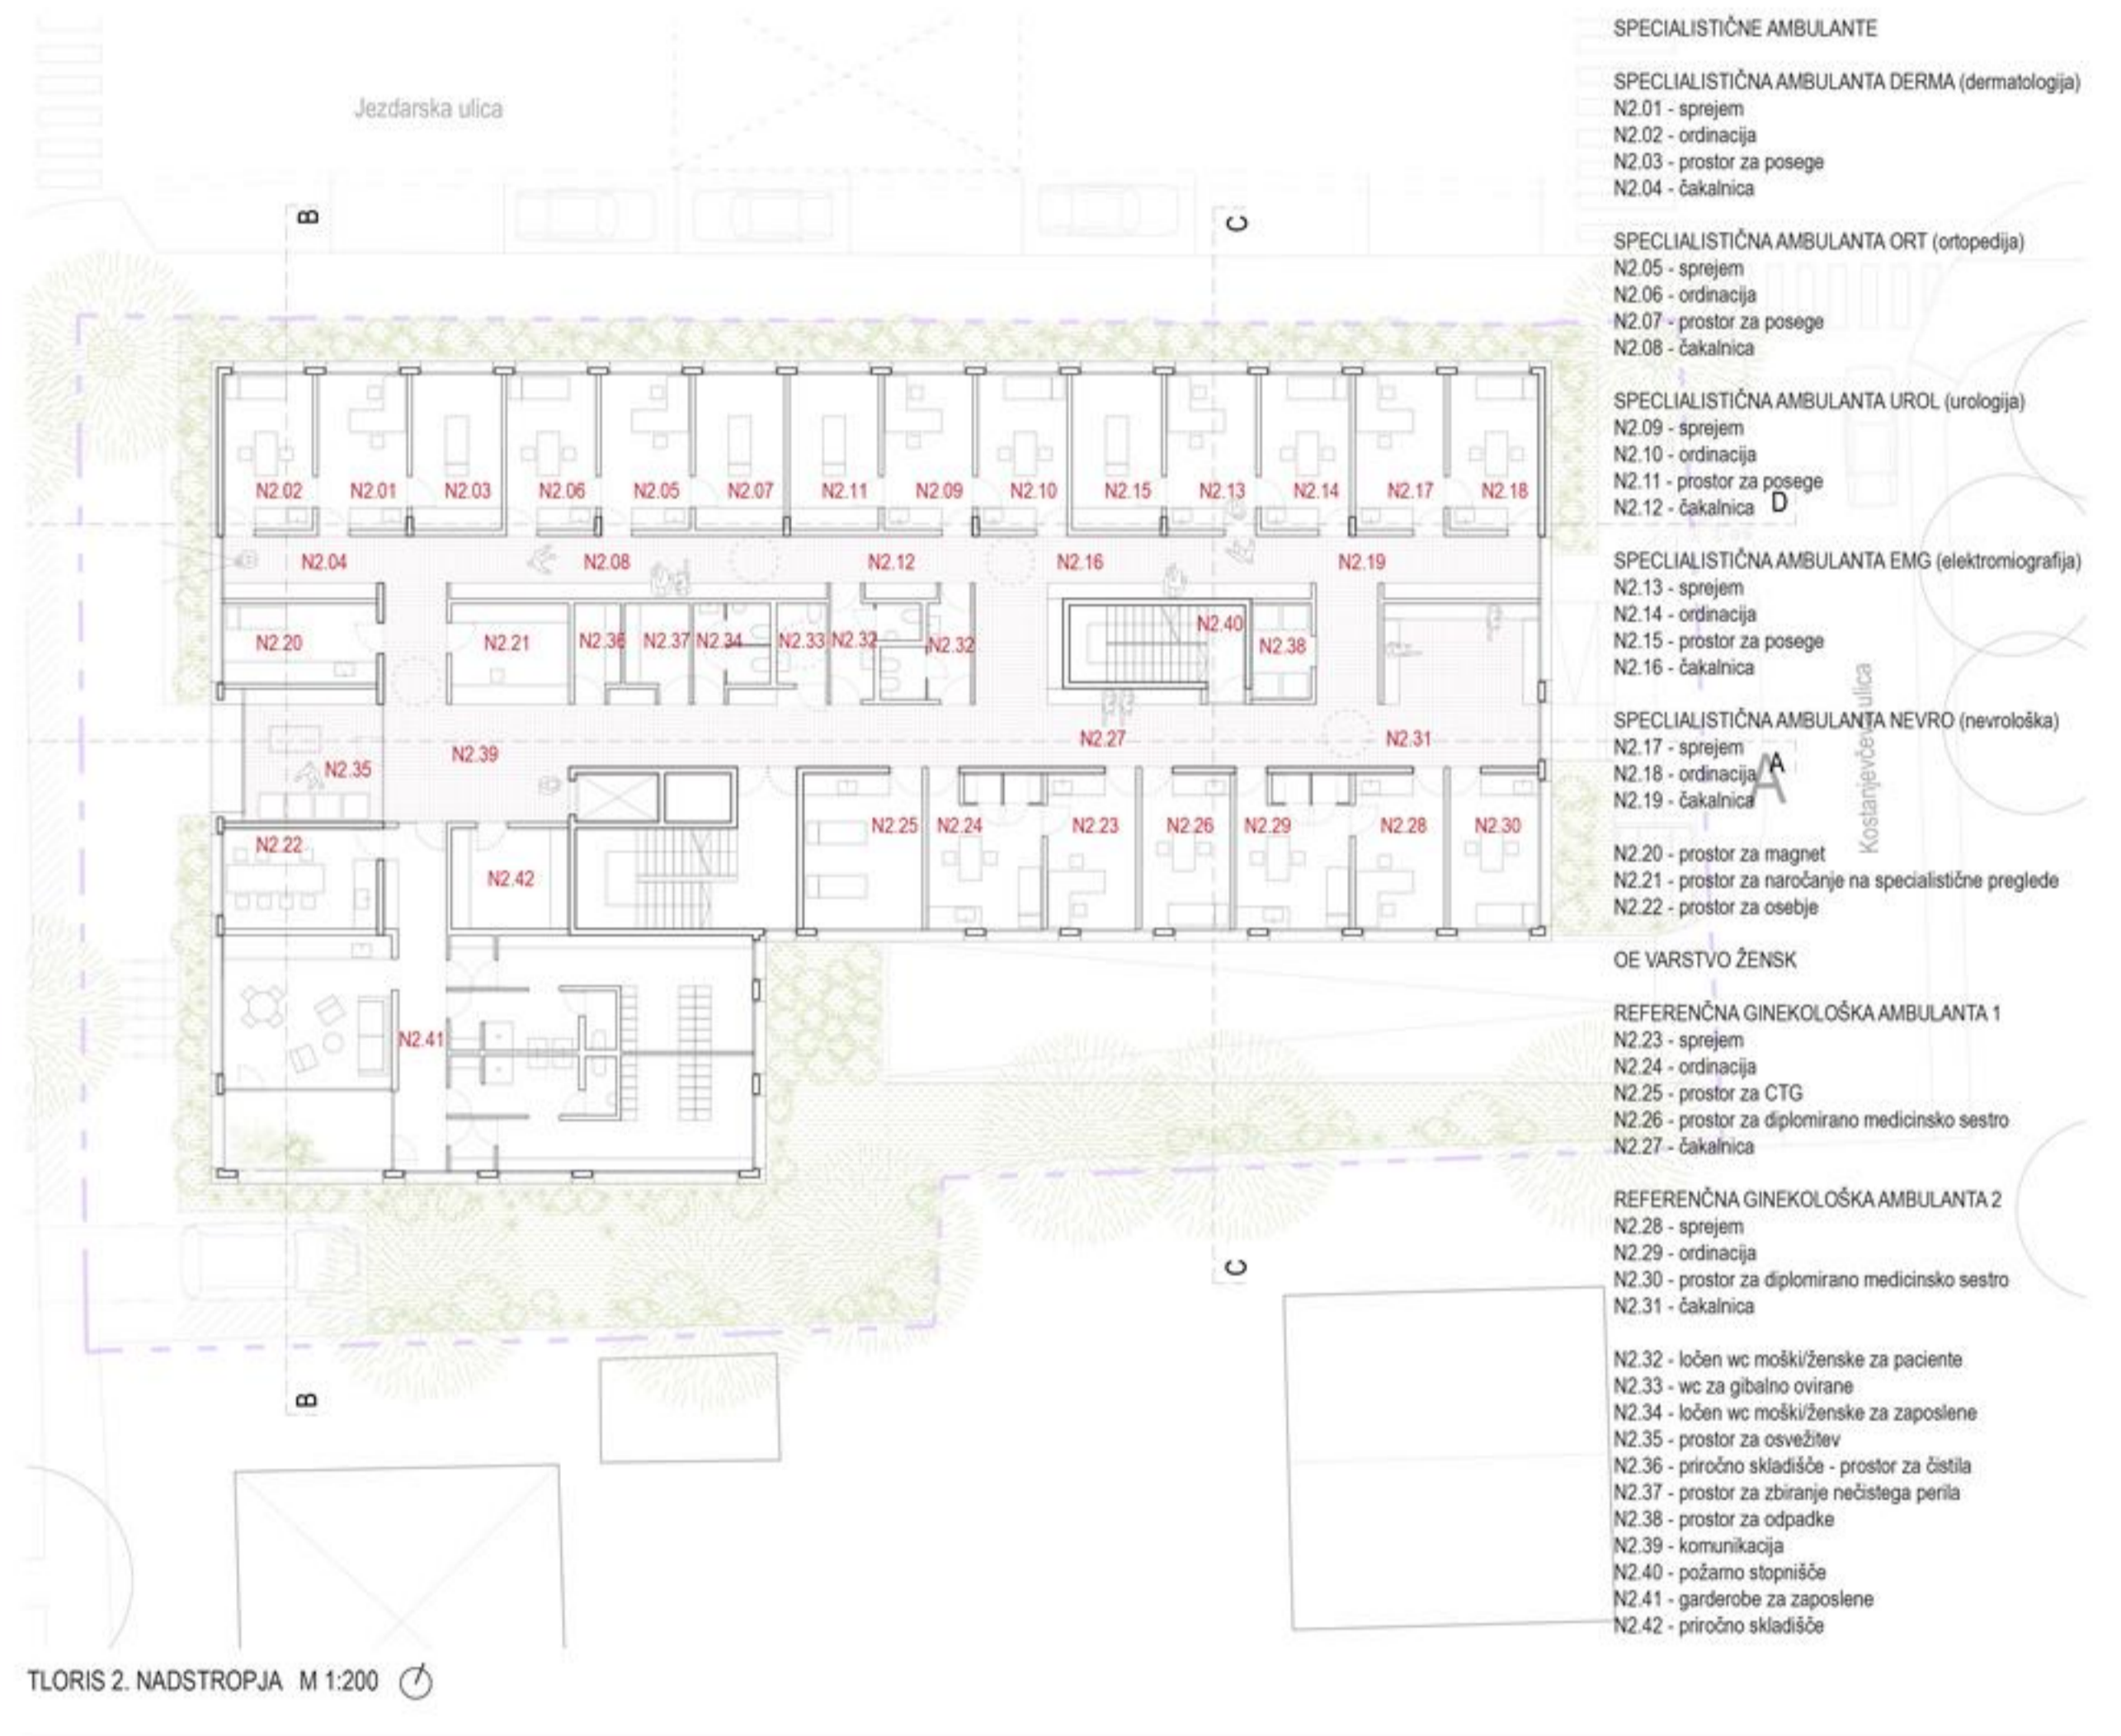 Jezdarska ulica
B
C
N2.02 N2.01 N2.03 N2.06 N2.05 N2.07 N2.11 N2.09 N2.10 N2.15 N2.13 N2.14 N2.17 N2.18
N2.04 N2.08 N2.12 N2.16 N2.19
N2.20 N2.21 N2.36 N2.37 N2.34 N2.33 N2.32 N2.32 N2.40 N2.38
N2.35 N2.39 N2.27 N2.31
N2.22 N2.42 N2.25 N2.24 N2.23 N2.26 N2.29 N2.28 N2.30
N2.41
C
B
D
A
A
Kostanjevčeva ulica
SPECIALISTIČNE AMBULANTE
SPECLIALISTIČNA AMBULANTA DERMA (dermatologija)
N2.01 - sprejem
N2.02 - ordinacija
N2.03 - prostor za posege
N2.04 - čakalnica
SPECLIALISTIČNA AMBULANTA ORT (ortopedija)
N2.05 - sprejem
N2.06 - ordinacija
N2.07 - prostor za posege
N2.08 - čakalnica
SPECLIALISTIČNA AMBULANTA UROL (urologija)
N2.09 - sprejem
N2.10 - ordinacija
N2.11 - prostor za posege
N2.12 - čakalnica
SPECLIALISTIČNA AMBULANTA EMG (elektromiografija)
N2.13 - sprejem
N2.14 - ordinacija
N2.15 - prostor za posege
N2.16 - čakalnica
SPECLIALISTIČNA AMBULANTA NEVRO (nevrološka)
N2.17 - sprejem
N2.18 - ordinacija
N2.19 - čakalnica
N2.20 - prostor za magnet
N2.21 - prostor za naročanje na specialistične preglede
N2.22 - prostor za osebje
OE VARSTVO ŽENSK
REFERENČNA GINEKOLOŠKA AMBULANTA 1
N2.23 - sprejem
N2.24 - ordinacija
N2.25 - prostor za CTG
N2.26 - prostor za diplomirano medicinsko sestro
N2.27 - čakalnica
REFERENČNA GINEKOLOŠKA AMBULANTA 2
N2.28 - sprejem
N2.29 - ordinacija
N2.30 - prostor za diplomirano medicinsko sestro
N2.31 - čakalnica
N2.32 - ločen wc moški/ženske za paciente
N2.33 - wc za gibalno ovirane
N2.34 - ločen wc moški/ženske za zaposlene
N2.35 - prostor za osvežitev
N2.36 - priročno skladišče - prostor za čistila
N2.37 - prostor za zbiranje nečistega perila
N2.38 - prostor za odpadke
N2.39 - komunikacija
N2.40 - požarno stopnišče
N2.41 - garderobe za zaposlene
N2.42 - priročno skladišče
TLORIS 2. NADSTROPJA M 1:200